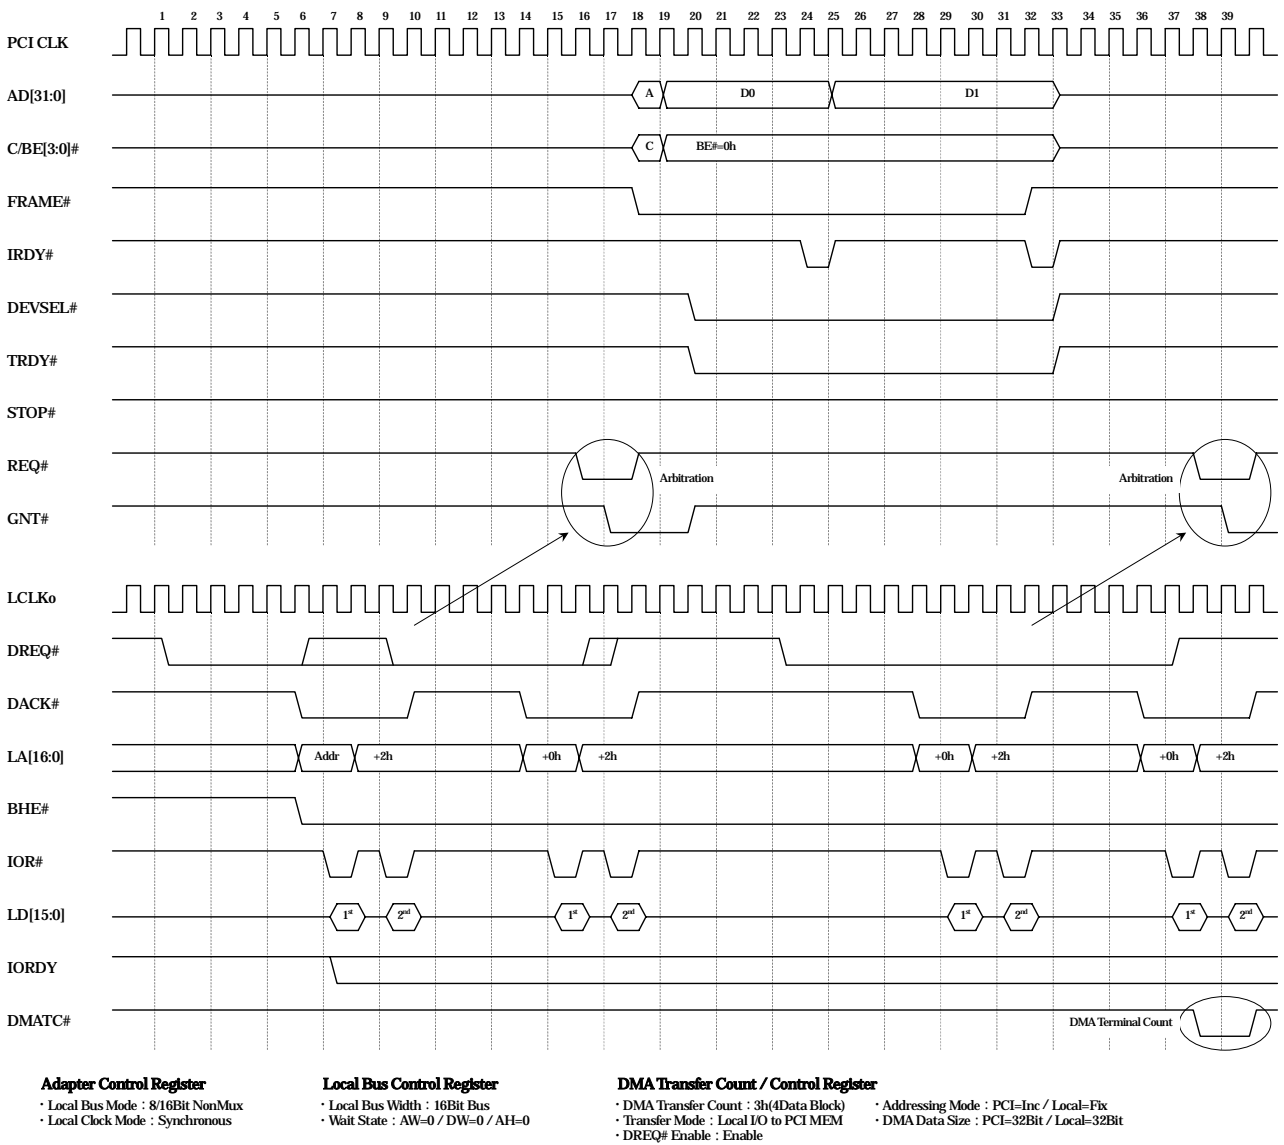 1 2 3 4 5 6 7 8 9 10 11 12 13 14 15 16 17 18 19 20 21 22 23 24 25 26 27 28 29 30 31 32 33 34 35 36 37 38 39
PCI CLK
AD[31:0] A D0 D1
C/BE[3:0]# C BE#=0h
FRAME#
IRDY#
DEVSEL#
TRDY#
STOP#
REQ#
Arbitration Arbitration
GNT#
LCLKo
DREQ#
DACK#
LA[16:0] Addr +2h +0h +2h +0h +2h +0h +2h
BHE#
IOR#
LD[15:0] 1st 2nd 1st 2nd 1st 2nd 1st 2nd
IORDY
DMATC# DMA Terminal Count
Adapter Control Register
・Local Bus Mode : 8/16Bit NonMux
・Local Clock Mode : Synchronous
Local Bus Control Register
・Local Bus Width : 16Bit Bus
・Wait State : AW=0 / DW=0 / AH=0
DMA Transfer Count / Control Register
・DMA Transfer Count : 3h(4Data Block)
・Transfer Mode : Local I/O to PCI MEM
・DREQ# Enable : Enable
・Addressing Mode : PCI=Inc / Local=Fix
・DMA Data Size : PCI=32Bit / Local=32Bit